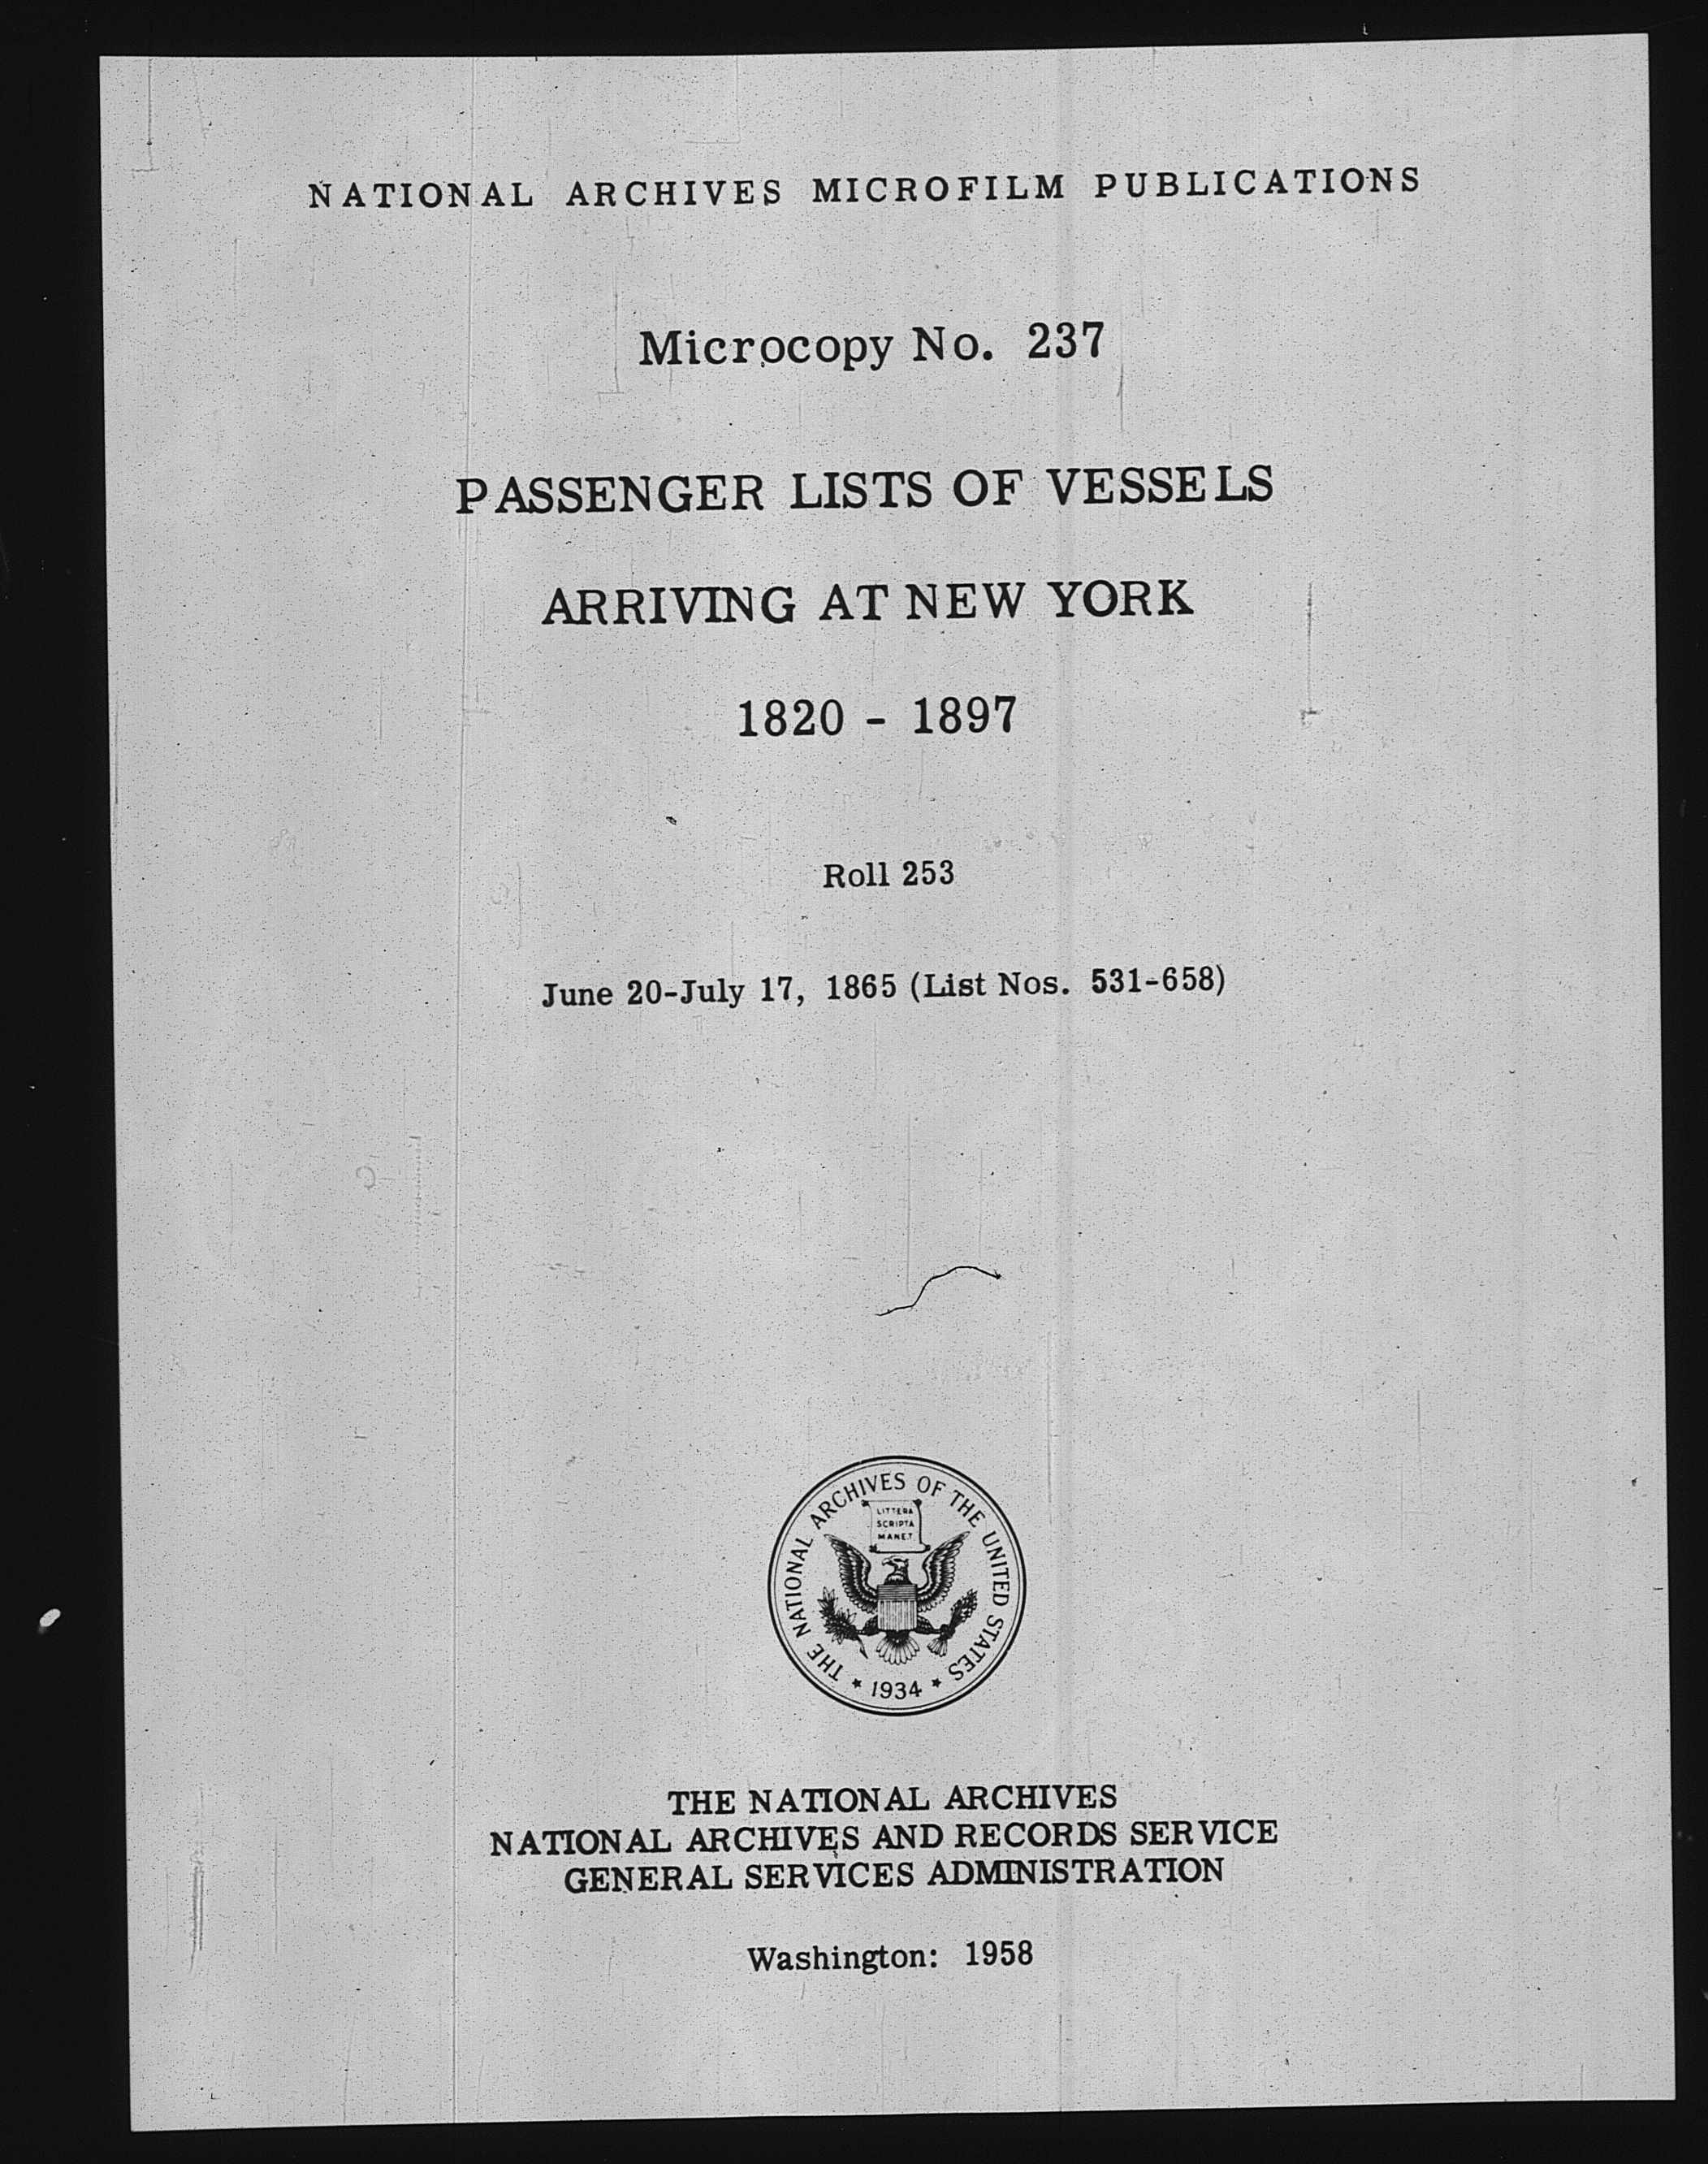 NATIONAL ARCHIVES MICROFILM PUBLICATIONS
Microcopy No. 237
PASSENGER LISTS OF VESSELS
ARRIVING AT NEW YORK
1820 - 1897
Roll 253
June 20-July 17, 1865 (List Nos. 531-658)
THE NATIONAL ARCHIVES OF THE UNITED STATES
LITTERA
SCRIPTA
MANET
* 1934 *
THE NATIONAL ARCHIVES
NATIONAL ARCHIVES AND RECORDS SERVICE
GENERAL SERVICES ADMINISTRATION
Washington: 1958